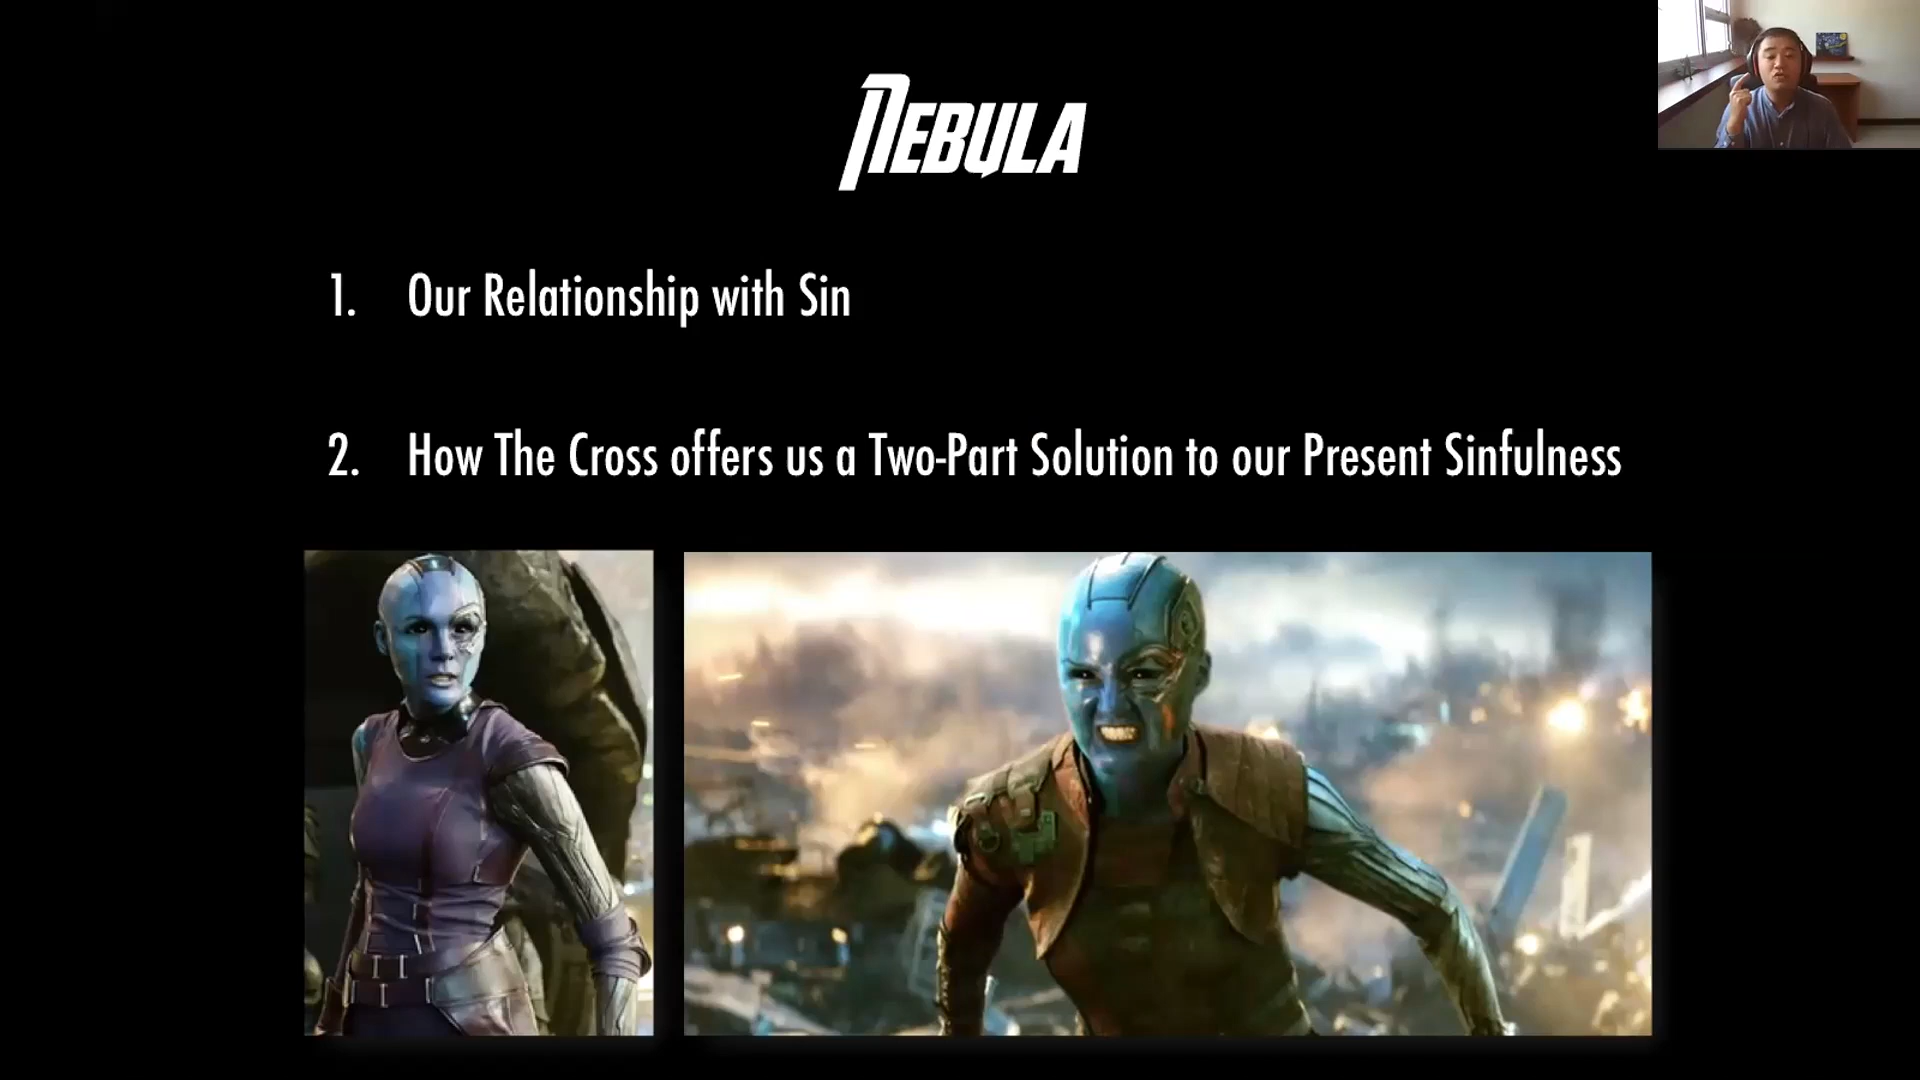 NEBULA
1. Our Relationship with Sin
2. How The Cross offers us a Two-Part Solution to our Present Sinfulness